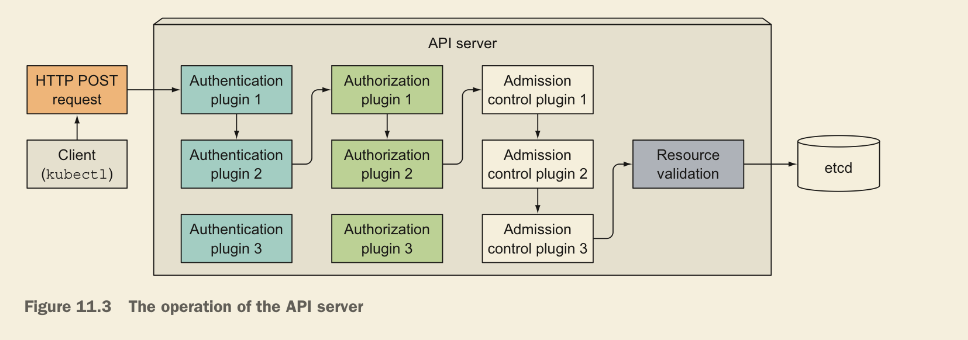 API server
HTTP POST
request
Client
(kubectl)
Authentication
plugin 1
Authentication
plugin 2
Authentication
plugin 3
Authorization
plugin 1
Authorization
plugin 2
Authorization
plugin 3
Admission
control plugin 1
Admission
control plugin 2
Admission
control plugin 3
Resource
validation
etcd
Figure 11.3 The operation of the API server